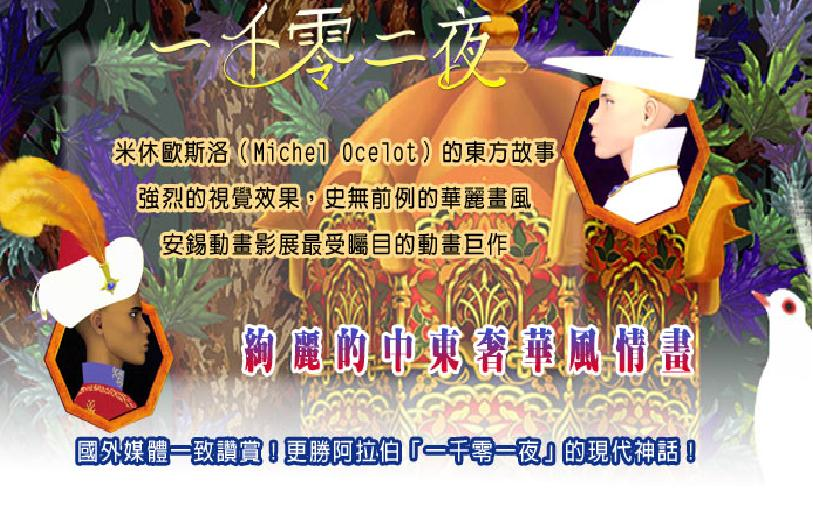 一千零二夜
米休歐斯洛（Michel Ocelot）的東方故事
強烈的視覺效果，史無前例的華麗畫風
安錫動畫影展最受矚目的動畫巨作
絢麗的中東奢華風情畫
國外媒體一致讚賞！更勝阿拉伯「一千零一夜」的現代神話！